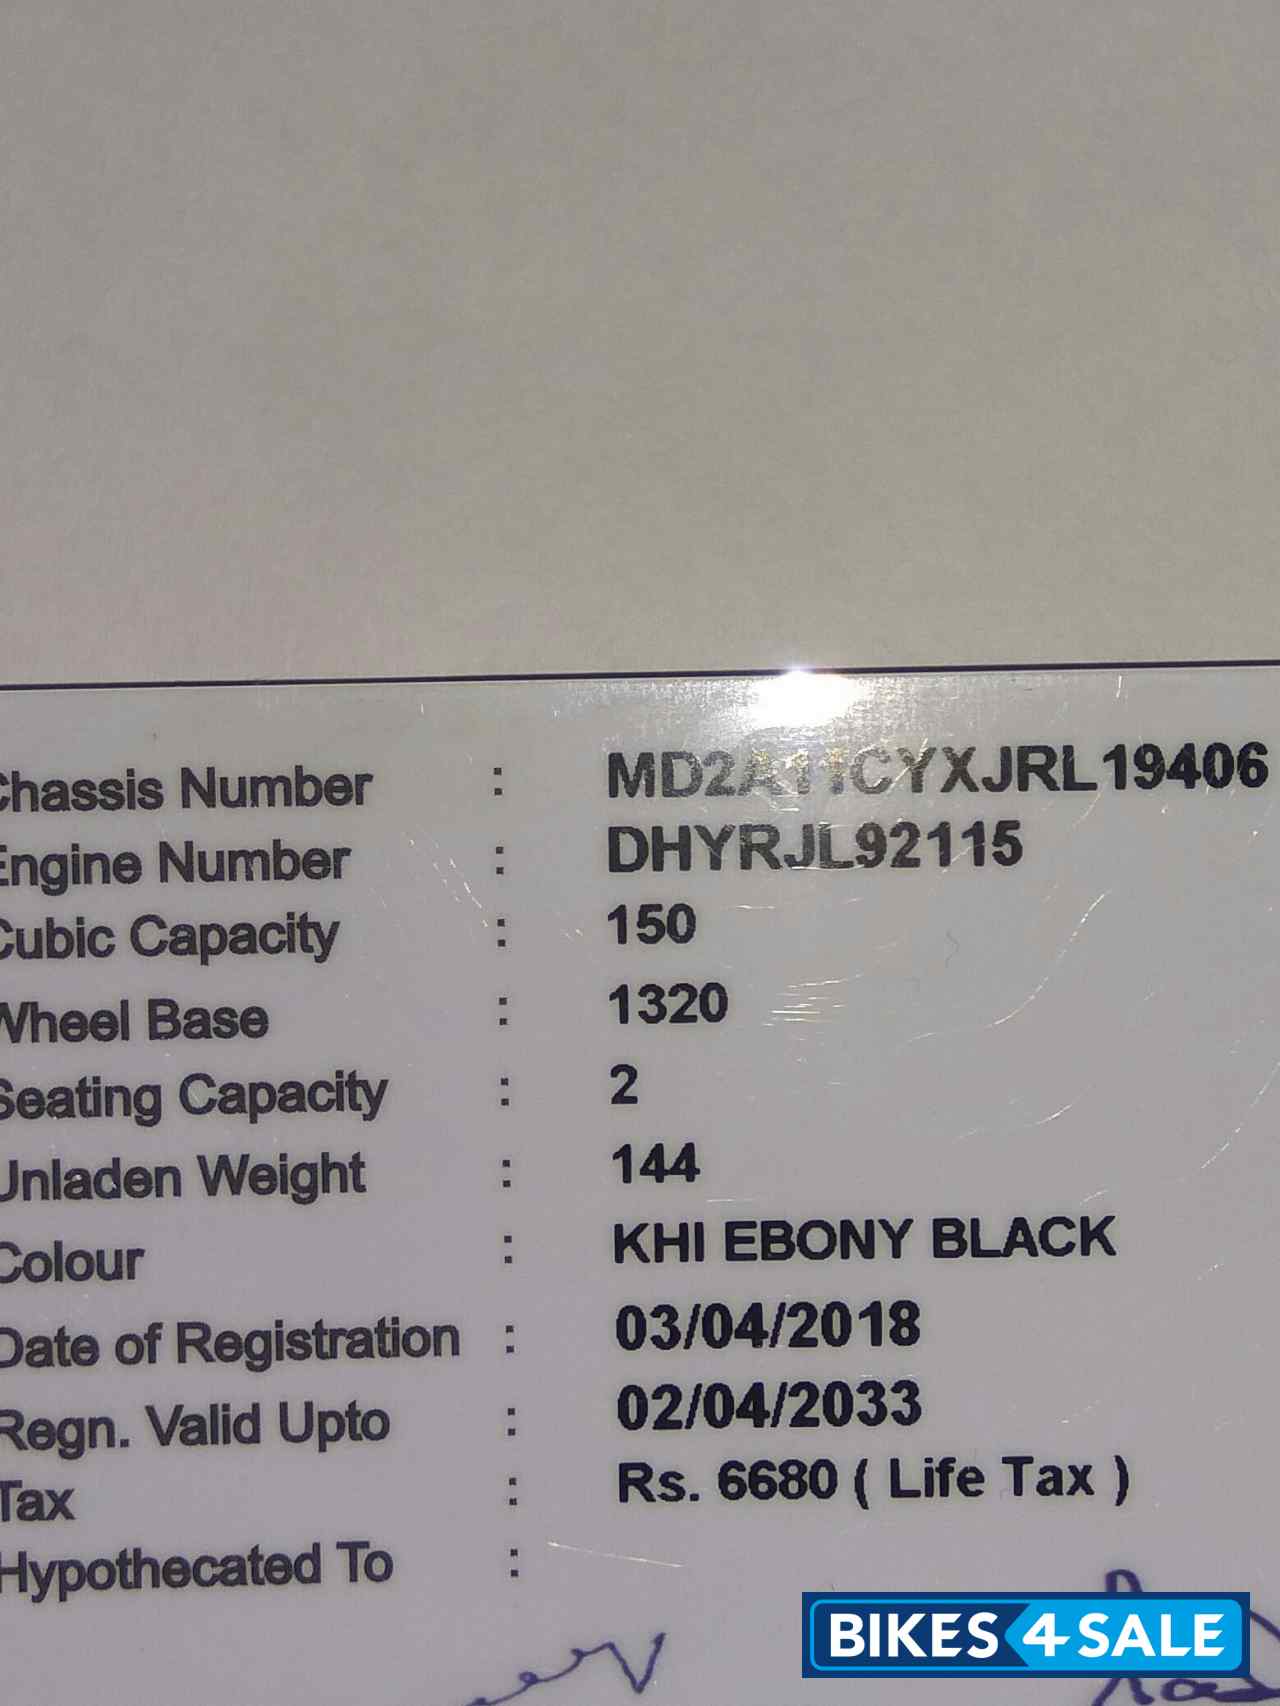 Chassis Number : MD2A11CYXJRL19406
Engine Number : DHYRJL92115
Cubic Capacity : 150
Wheel Base : 1320
Seating Capacity : 2
Unladen Weight : 144
Colour : KHI EBONY BLACK
Date of Registration : 03/04/2018
Regn. Valid Upto : 02/04/2033
Tax : Rs. 6680 ( Life Tax )
Hypothecated To :
BIKES4SALE